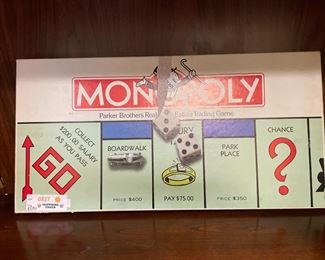 MONOPOLY
Parker Brothers Real Estate Trading Game
COLLECT
$200.00 SALARY
AS YOU PASS
GO
BOARDWALK
PRICE $400
URY
PAY $75.00
PARK
PLACE
PRICE $350
CHANCE
?